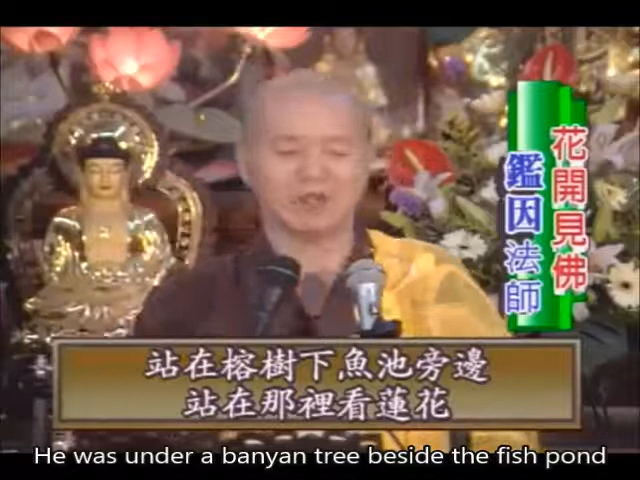 花開見佛
鑑因法師
站在榕樹下,魚池旁邊
站在那裡看蓮花
He was under a banyan tree beside the fish pond